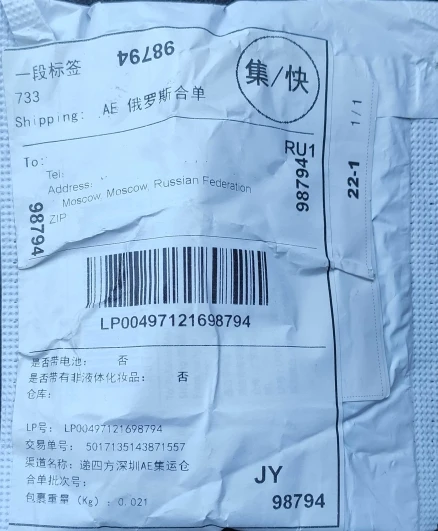 98794
一段标签
集/快
733
Shipping: AE 俄罗斯合单
To:
RU1
Tel:
Address:
Moscow, Moscow, Russian Federation
ZIP
98794
98794
22-1 1/1
LP00497121698794
是否带电池: 否
是否带有非液体化妆品: 否
仓库:
LP号: LP00497121698794
交易单号: 5017135143871557
渠道名称: 递四方深圳AE集运仓
合单批次号:
JY
包裹重量 (Kg): 0.021
98794